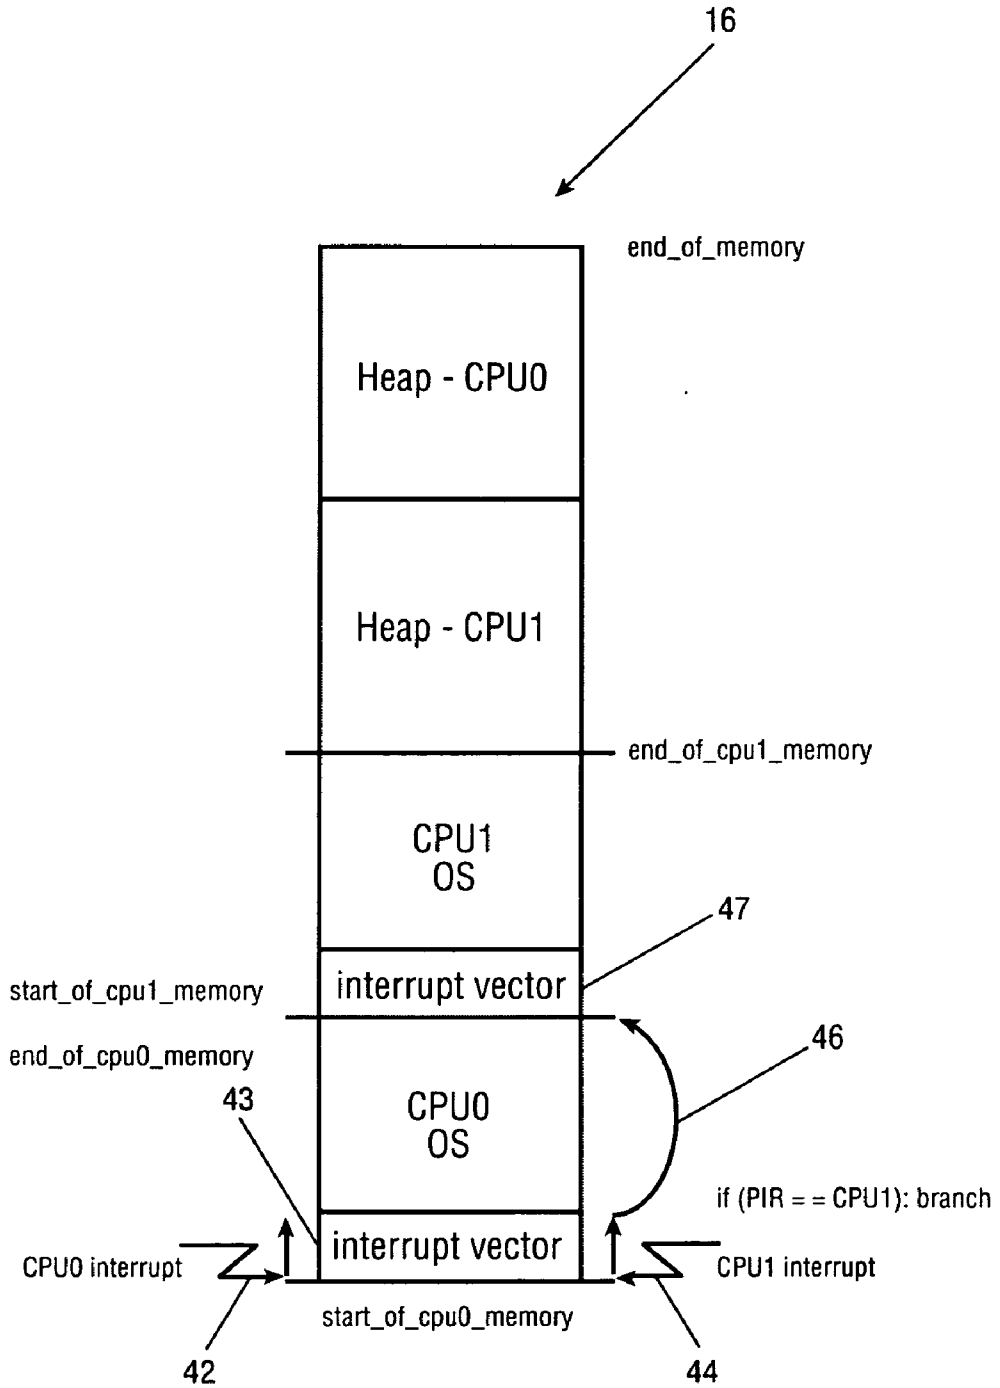 16
end_of_memory
Heap - CPU0
Heap - CPU1
end_of_cpu1_memory
CPU1
OS
47
interrupt vector
start_of_cpu1_memory
end_of_cpu0_memory
46
43
CPU0
OS
if (PIR == CPU1): branch
interrupt vector
CPU0 interrupt
CPU1 interrupt
start_of_cpu0_memory
42
44